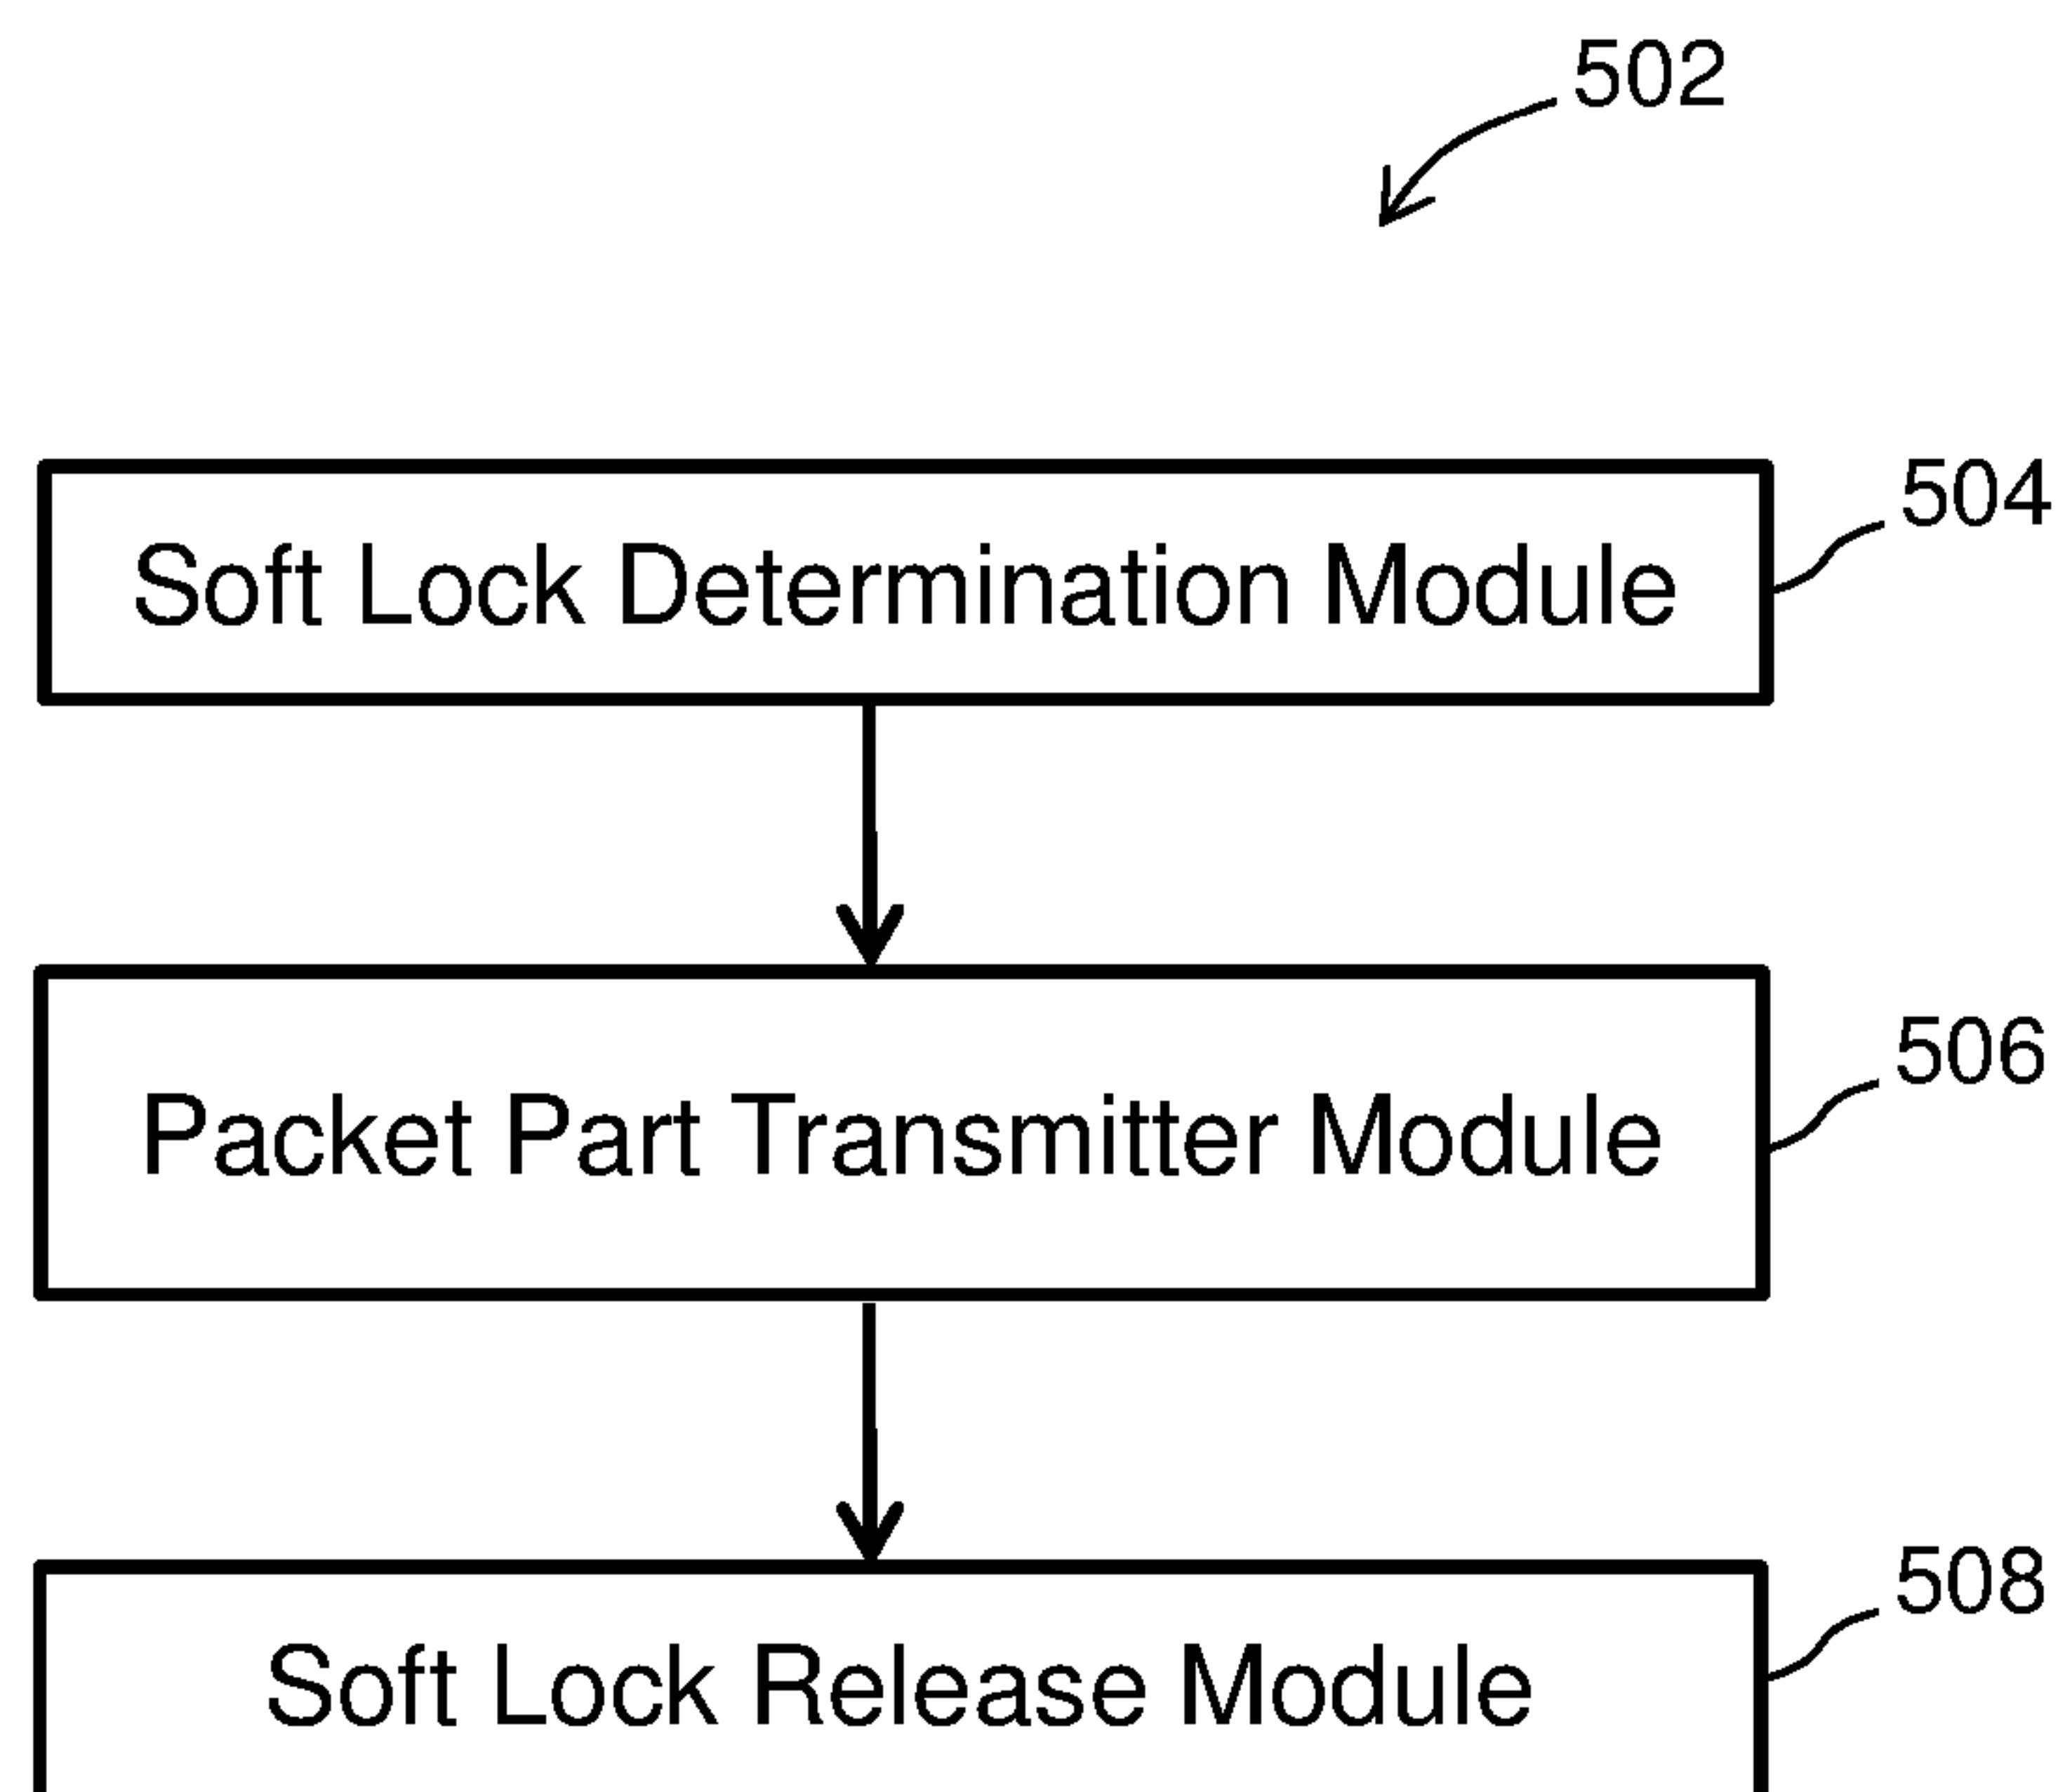 502
504
Soft Lock Determination Module
506
Packet Part Transmitter Module
508
Soft Lock Release Module